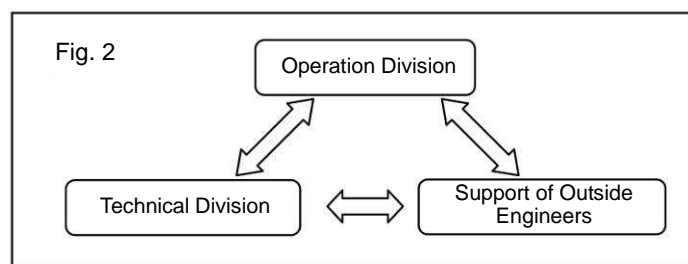 Fig. 2
Operation Division
Technical Division
Support of Outside
Engineers